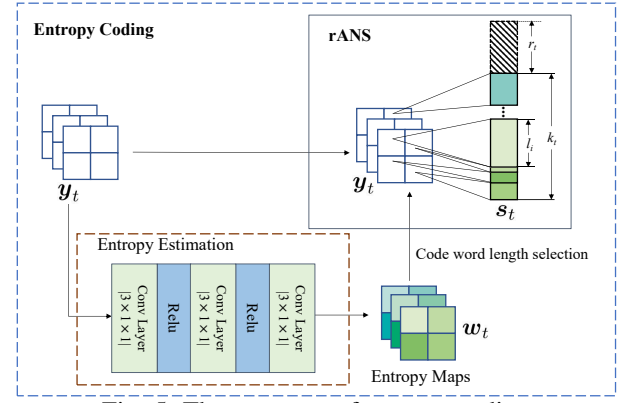 Entropy Coding
rANS
r_t
k_t
l_i
y_t
y_t
s_t
Entropy Estimation
Code word length selection
Conv Layer
|3 × 1 × 1|
Relu
Conv Layer
|3 × 1 × 1|
Relu
Conv Layer
|3 × 1 × 1|
w_t
Entropy Maps